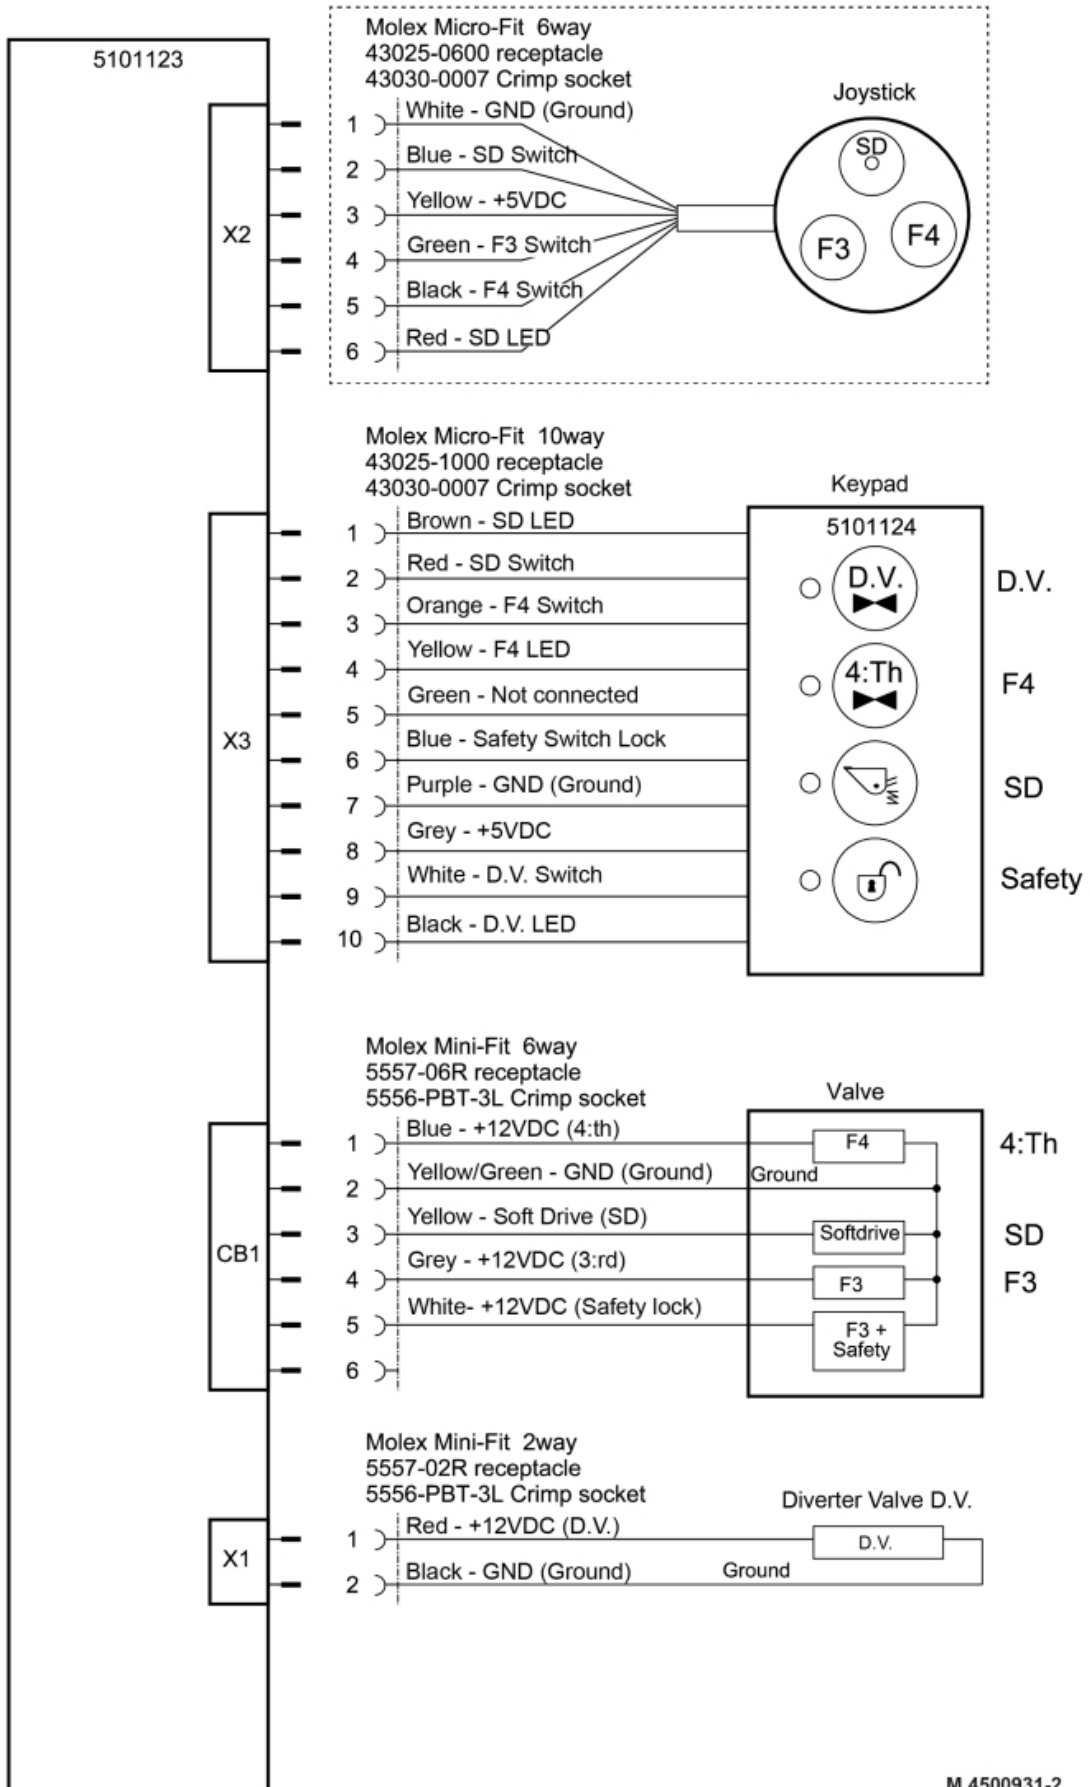 5101123
Molex Micro-Fit 6way
43025-0600 receptacle
43030-0007 Crimp socket
Joystick
X2
1 White - GND (Ground)
2 Blue - SD Switch
3 Yellow - +5VDC
4 Green - F3 Switch
5 Black - F4 Switch
6 Red - SD LED
SD
F3
F4
Molex Micro-Fit 10way
43025-1000 receptacle
43030-0007 Crimp socket
Keypad
X3
1 Brown - SD LED
2 Red - SD Switch
3 Orange - F4 Switch
4 Yellow - F4 LED
5 Green - Not connected
6 Blue - Safety Switch Lock
7 Purple - GND (Ground)
8 Grey - +5VDC
9 White - D.V. Switch
10 Black - D.V. LED
5101124
D.V. D.V.
4:Th F4
SD
Safety
Molex Mini-Fit 6way
5557-06R receptacle
5556-PBT-3L Crimp socket
Valve
CB1
1 Blue - +12VDC (4:th) F4 4:Th
2 Yellow/Green - GND (Ground) Ground
3 Yellow - Soft Drive (SD) Softdrive SD
4 Grey - +12VDC (3:rd) F3 F3
5 White- +12VDC (Safety lock) F3 +
Safety
6
Molex Mini-Fit 2way
5557-02R receptacle
5556-PBT-3L Crimp socket
Diverter Valve D.V.
X1
1 Red - +12VDC (D.V.) D.V.
2 Black - GND (Ground) Ground
M 4500931-2